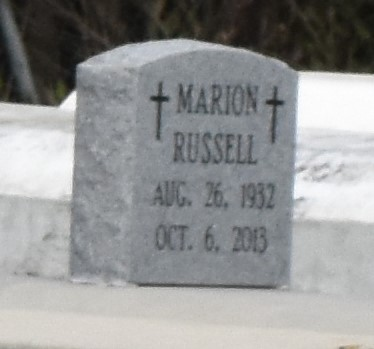 MARION
RUSSELL
AUG. 26, 1932
OCT. 6, 2013